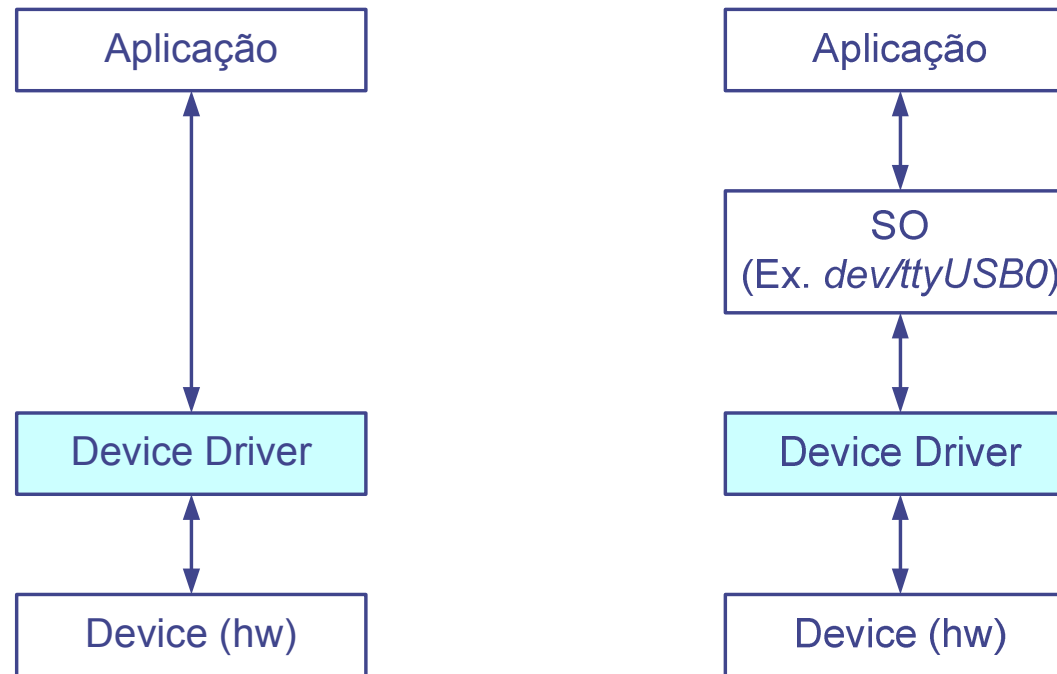 Aplicação
Device Driver
Device (hw)
Aplicação
SO
(Ex. dev/ttyUSB0)
Device Driver
Device (hw)